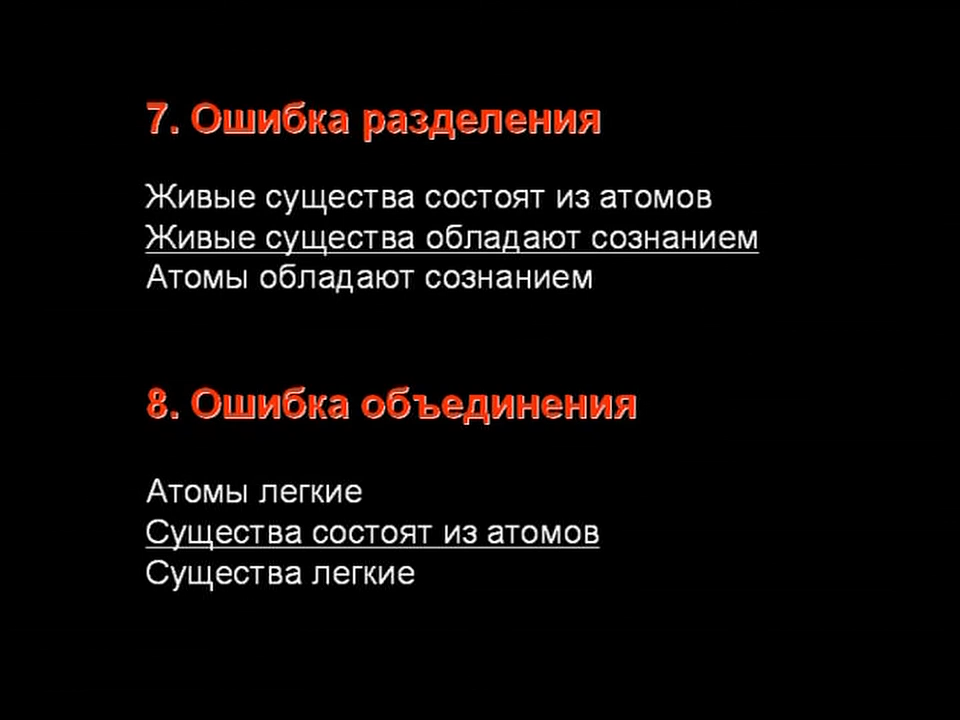 7. Ошибка разделения
Живые существа состоят из атомов
Живые существа обладают сознанием
Атомы обладают сознанием
8. Ошибка объединения
Атомы легкие
Существа состоят из атомов
Существа легкие